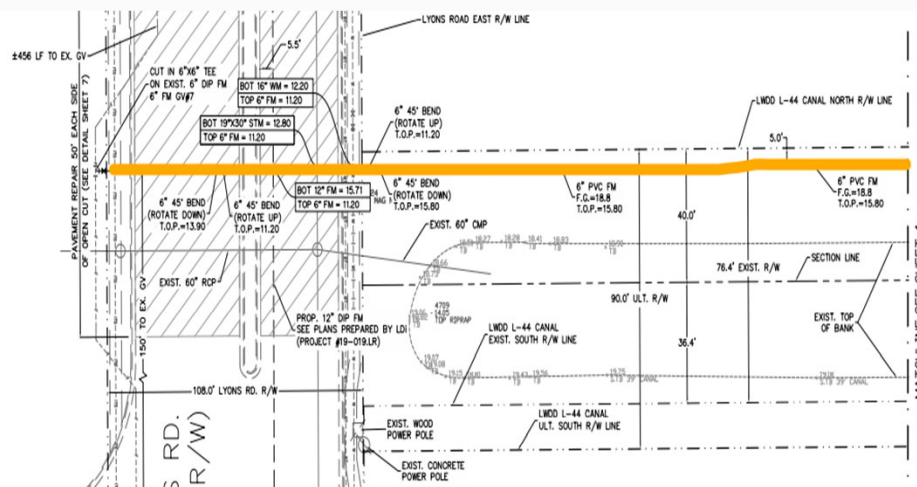 LYONS ROAD EAST R/W LINE
±456 LF TO EX. GV
5.5'
PAVEMENT REPAIR 50' EACH SIDE
OF OPEN CUT (SEE DETAIL SHEET 7)
CUT IN 6"X6" TEE
ON EXIST. 6" DIP FM
6" FM GV#7
BOT 16" WM = 12.20
TOP 6" FM = 11.20
BOT 19"X30" STM = 12.80
TOP 6" FM = 11.20
6" 45° BEND
(ROTATE UP)
T.O.P.=11.20
LWDD L-44 CANAL NORTH R/W LINE
5.0'
BOT 12" FM = 15.71
TOP 6" FM = 11.20
6" 45° BEND
(ROTATE DOWN)
T.O.P.=13.90
6" 45° BEND
(ROTATE UP)
T.O.P.=11.20
6" 45° BEND
(ROTATE DOWN)
T.O.P.=15.80
6" PVC FM
F.G.=18.8
T.O.P.=15.80
6" PVC FM
F.G.=18.8
T.O.P.=15.80
40.0'
EXIST. 60" CMP
EXIST. 60" RCP
SECTION LINE
76.4' EXIST. R/W
90.0' ULT. R/W
4709
14.05
TOP RIPRAP
PROP. 12" DIP FM
SEE PLANS PREPARED BY LDI
(PROJECT #19-019.LR)
LWDD L-44 CANAL
EXIST. SOUTH R/W LINE
EXIST. TOP
OF BANK
36.4'
150' TO EX. GV
108.0' LYONS RD. R/W
LWDD L-44 CANAL
ULT. SOUTH R/W LINE
EXIST. WOOD
POWER POLE
EXIST. CONCRETE
POWER POLE
S RD.
R/W)